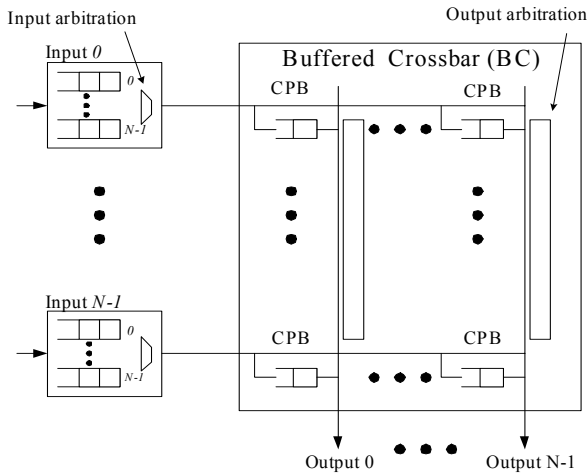 Input arbitration
Output arbitration
Input 0
Buffered Crossbar (BC)
CPB
CPB
0
N-1
Input N-1
CPB
CPB
0
N-1
Output 0
Output N-1